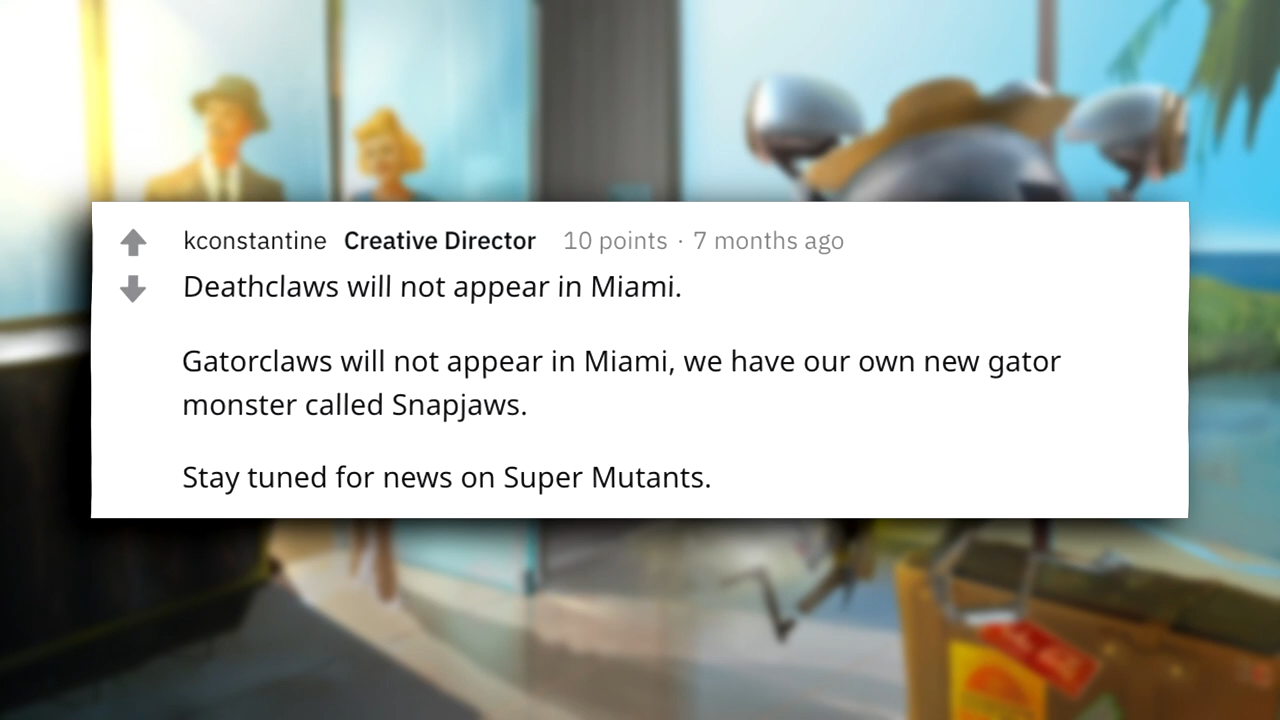 kconstantine Creative Director 10 points · 7 months ago
Deathclaws will not appear in Miami.
Gatorclaws will not appear in Miami, we have our own new gator
monster called Snapjaws.
Stay tuned for news on Super Mutants.